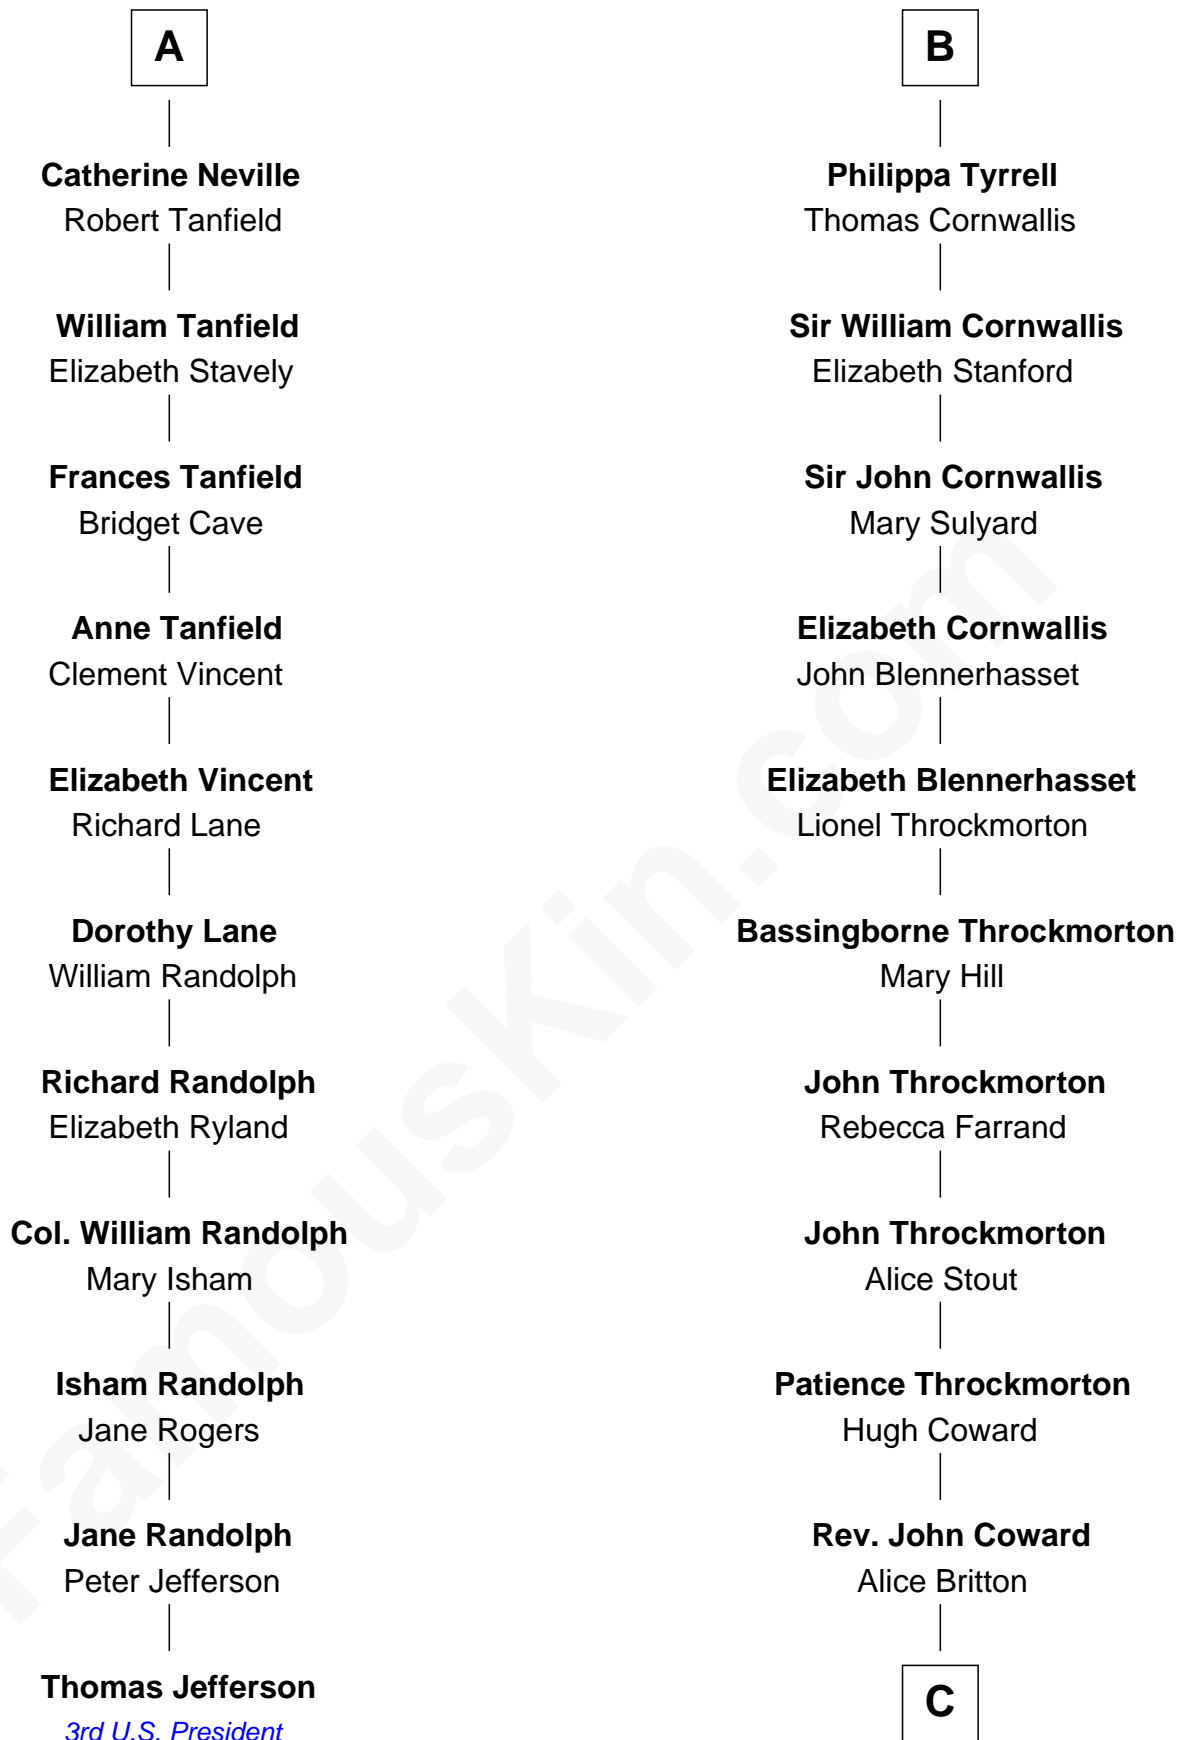 A
Catherine Neville
Robert Tanfield
William Tanfield
Elizabeth Stavely
Frances Tanfield
Bridget Cave
Anne Tanfield
Clement Vincent
Elizabeth Vincent
Richard Lane
Dorothy Lane
William Randolph
Richard Randolph
Elizabeth Ryland
Col. William Randolph
Mary Isham
Isham Randolph
Jane Rogers
Jane Randolph
Peter Jefferson
Thomas Jefferson
3rd U.S. President
B
Philippa Tyrrell
Thomas Cornwallis
Sir William Cornwallis
Elizabeth Stanford
Sir John Cornwallis
Mary Sulyard
Elizabeth Cornwallis
John Blennerhasset
Elizabeth Blennerhasset
Lionel Throckmorton
Bassingborne Throckmorton
Mary Hill
John Throckmorton
Rebecca Farrand
John Throckmorton
Alice Stout
Patience Throckmorton
Hugh Coward
Rev. John Coward
Alice Britton
C
FamousKin.com